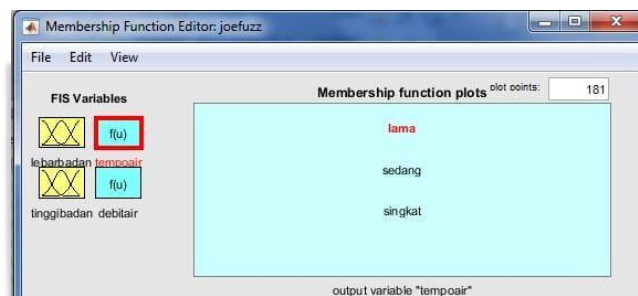 Membership Function Editor: joefuzz
File Edit View
FIS Variables
f(u)
lebarbadan tempoair
f(u)
tinggibadan debitair
Membership function plots plot points: 181
lama
sedang
singkat
output variable "tempoair"